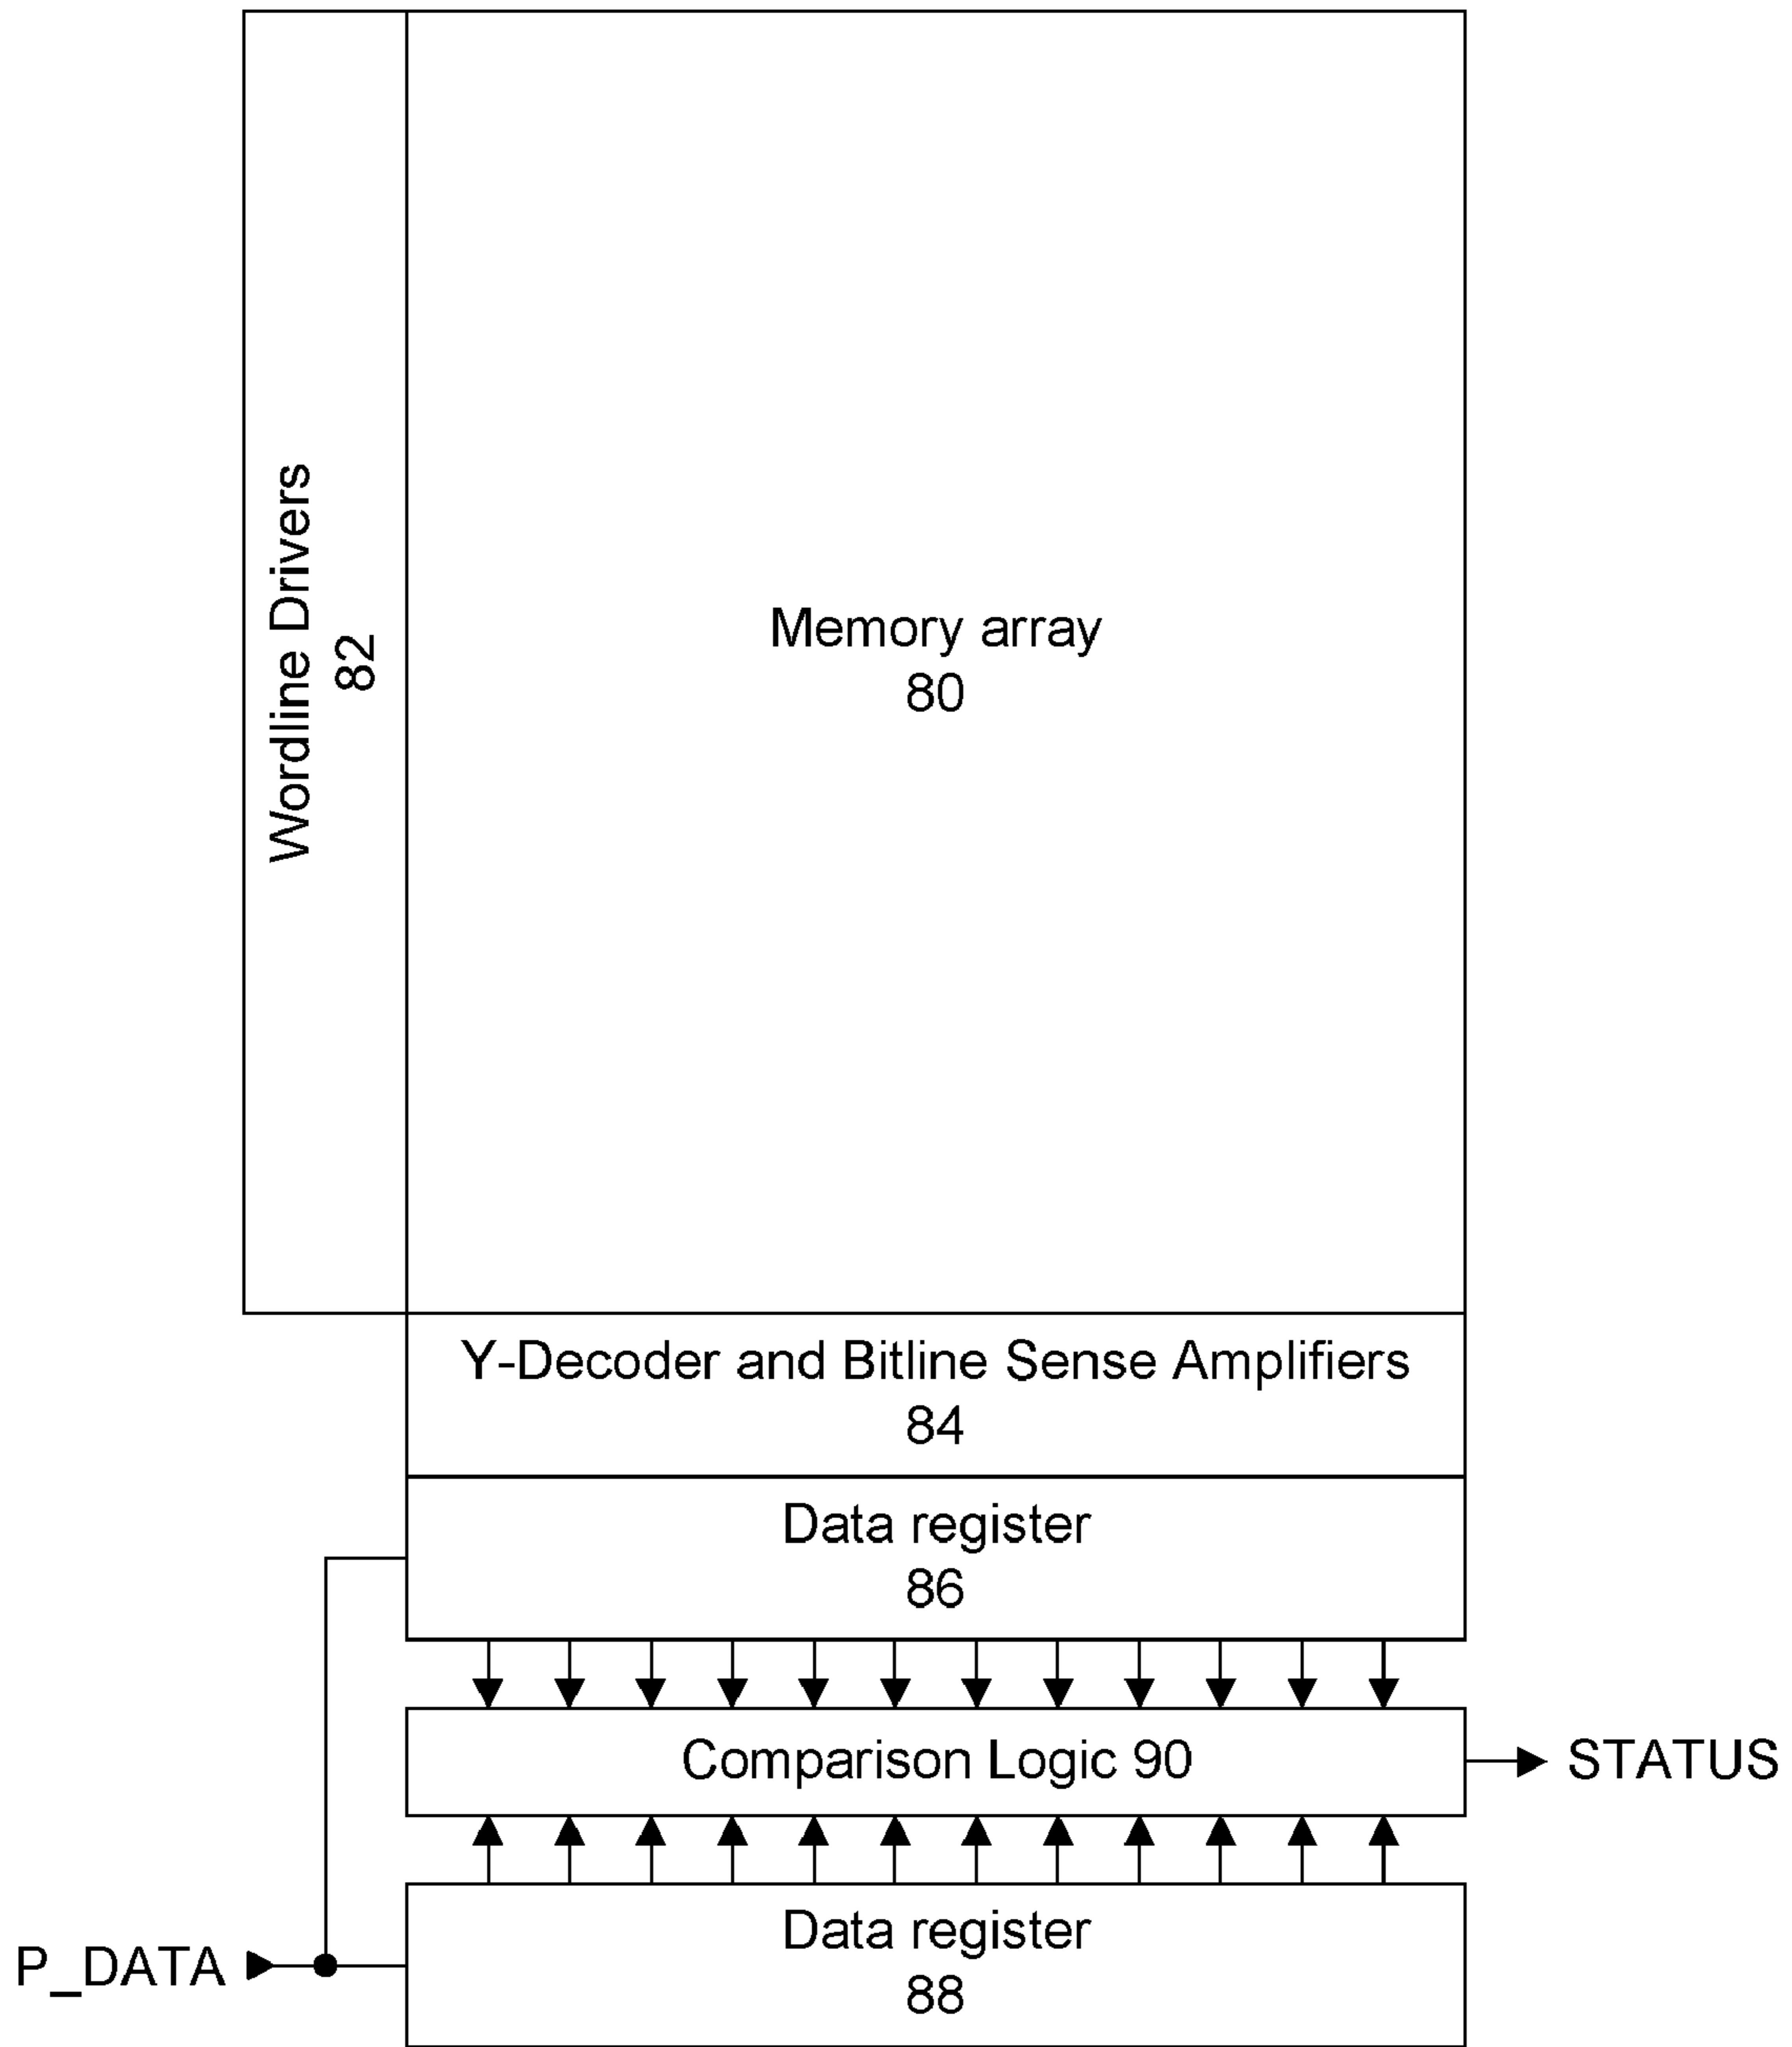 Wordline Drivers
82
Memory array
80
Y-Decoder and Bitline Sense Amplifiers
84
Data register
86
Comparison Logic 90
STATUS
P_DATA
Data register
88